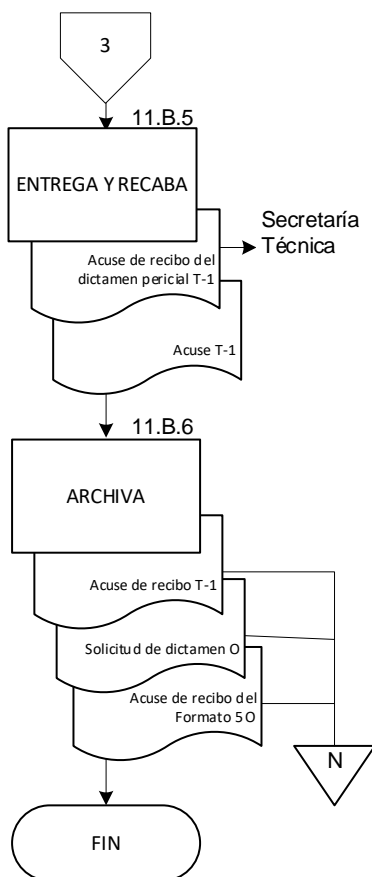 3
11.B.5
ENTREGA Y RECABA
Secretaría
Técnica
Acuse de recibo del
dictamen pericial T-1
Acuse T-1
11.B.6
ARCHIVA
Acuse de recibo T-1
Solicitud de dictamen O
Acuse de recibo del
Formato 5 O
N
FIN